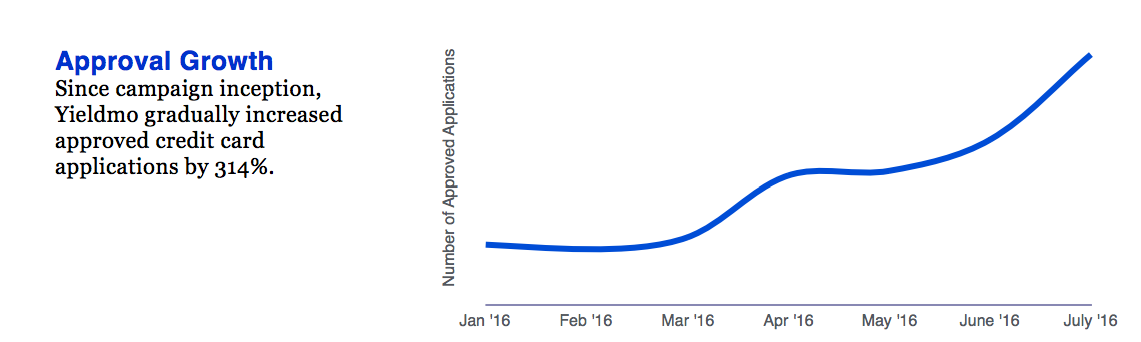 Approval Growth
Since campaign inception,
Yieldmo gradually increased
approved credit card
applications by 314%.
Number of Approved Applications
Jan '16 Feb '16 Mar '16 Apr '16 May '16 June '16 July '16